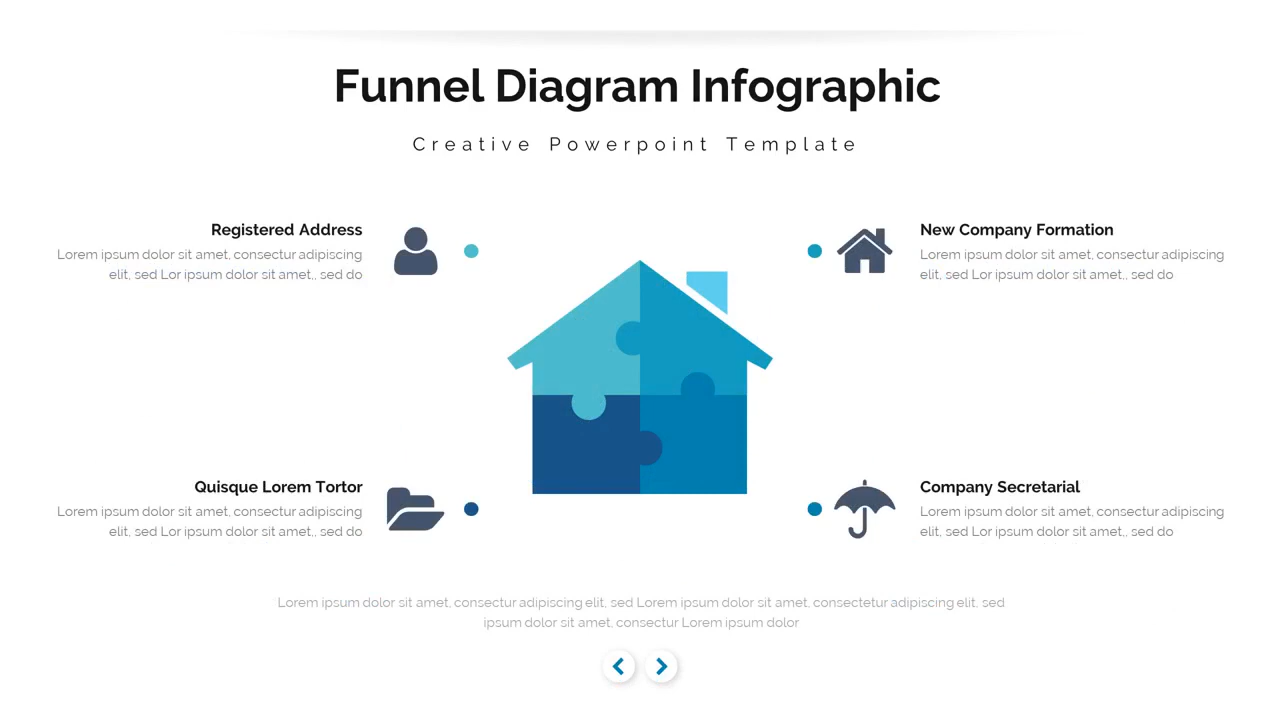 Funnel Diagram Infographic
Creative Powerpoint Template
Registered Address
Lorem ipsum dolor sit amet, consectur adipiscing
elit, sed Lor ipsum dolor sit amet,, sed do
New Company Formation
Lorem ipsum dolor sit amet, consectur adipiscing
elit, sed Lor ipsum dolor sit amet,, sed do
Quisque Lorem Tortor
Lorem ipsum dolor sit amet, consectur adipiscing
elit, sed Lor ipsum dolor sit amet,, sed do
Company Secretarial
Lorem ipsum dolor sit amet, consectur adipiscing
elit, sed Lor ipsum dolor sit amet,, sed do
Lorem ipsum dolor sit amet, consectur adipiscing elit, sed Lorem ipsum dolor sit amet, consectetur adipiscing elit, sed
ipsum dolor sit amet, consectur Lorem ipsum dolor